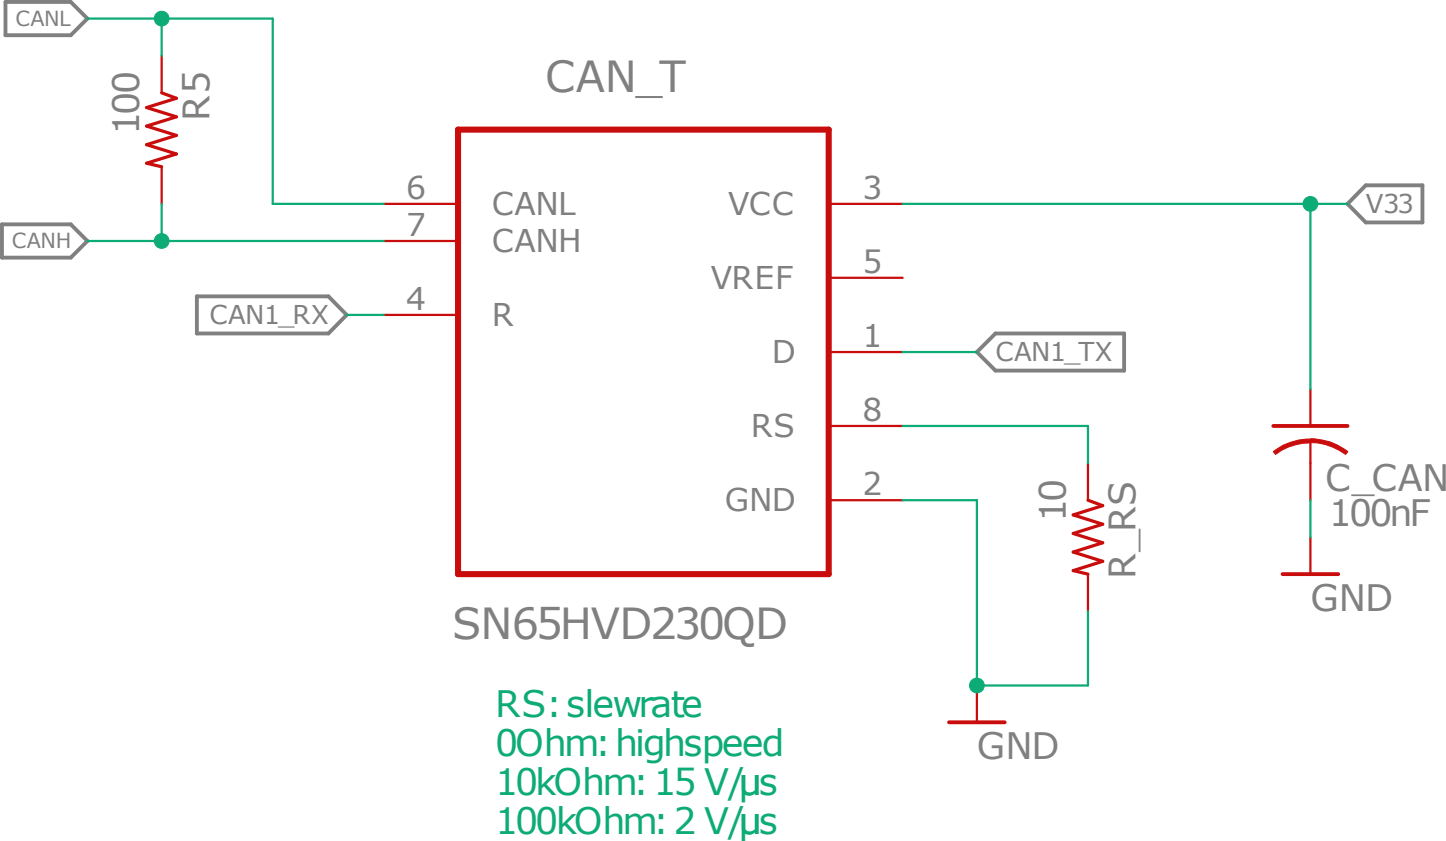 CANL
100
R5
CANH
CAN1_RX
CAN_T
6
CANL
7
CANH
4
R
VCC
3
VREF
5
D
1
RS
8
GND
2
V33
CAN1_TX
10
R_RS
C_CAN
100nF
GND
GND
SN65HVD230QD
RS: slewrate
0Ohm: highspeed
10kOhm: 15 V/µs
100kOhm: 2 V/µs